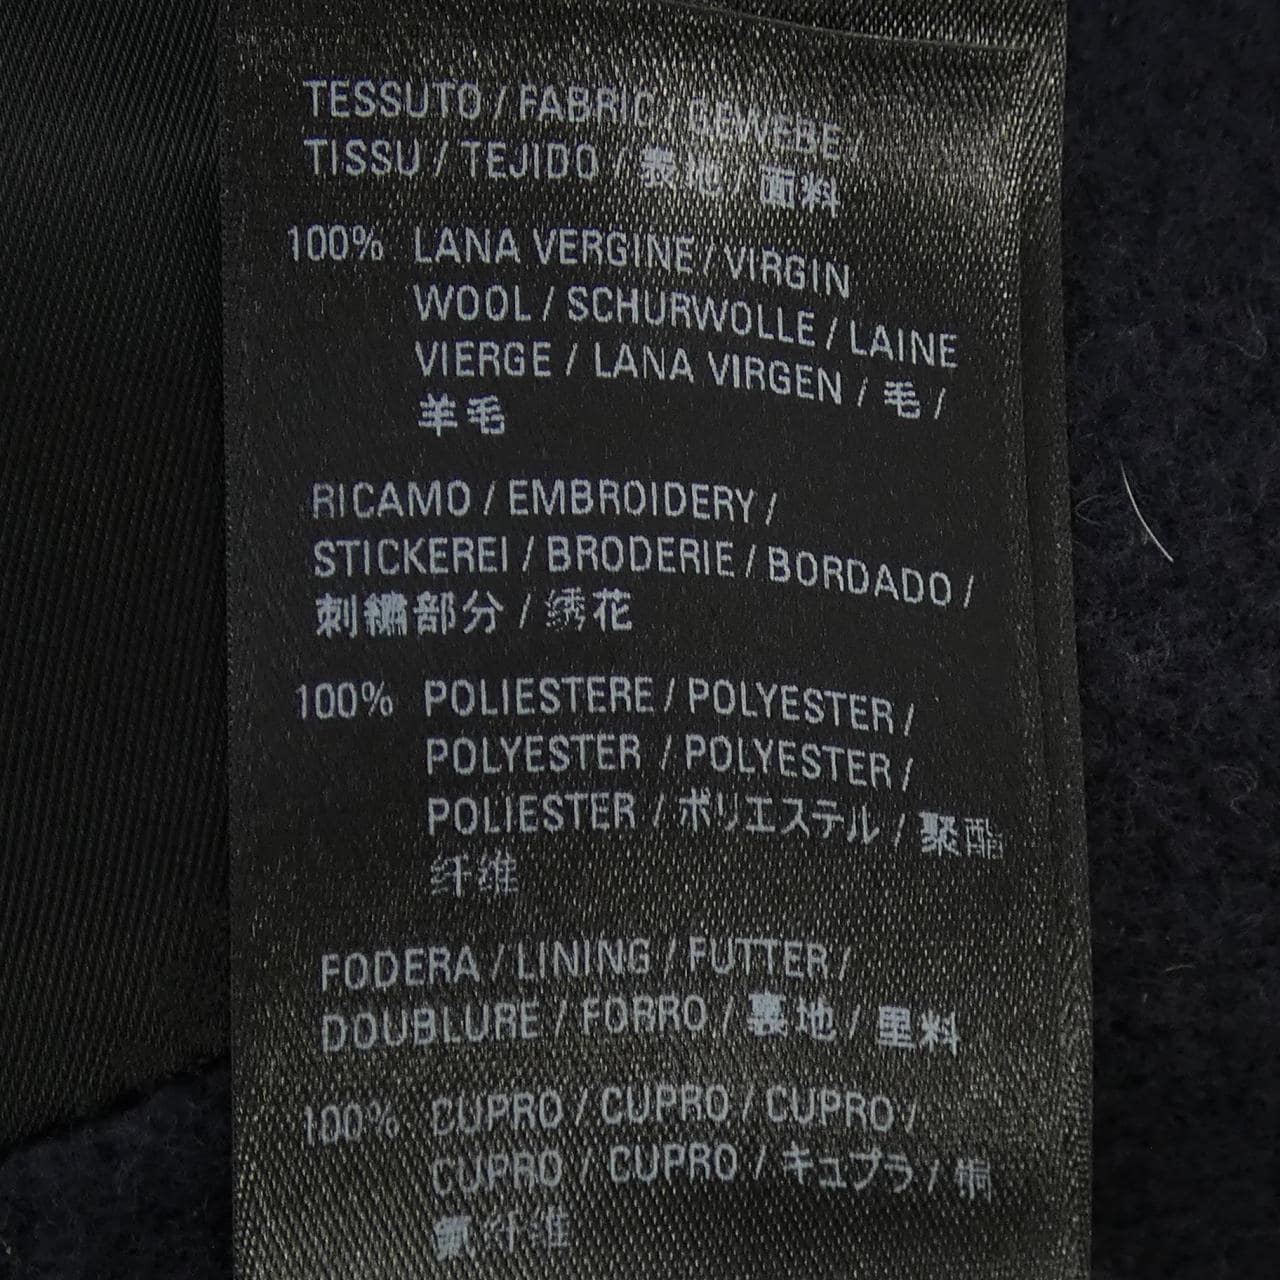 TESSUTO / FABRIC / GEWEBE /
TISSU / TEJIDO / 表地 / 面料
100% LANA VERGINE / VIRGIN
WOOL / SCHURWOLLE / LAINE
VIERGE / LANA VIRGEN / 毛 /
羊毛
RICAMO / EMBROIDERY /
STICKEREI / BRODERIE / BORDADO /
刺繍部分 / 绣花
100% POLIESTERE / POLYESTER /
POLYESTER / POLYESTER /
POLIESTER / ポリエステル / 聚酯
纤维
FODERA / LINING / FUTTER /
DOUBLURE / FORRO / 裏地 / 里料
100% CUPRO / CUPRO / CUPRO /
CUPRO / CUPRO / キュプラ / 铜
氨纤维